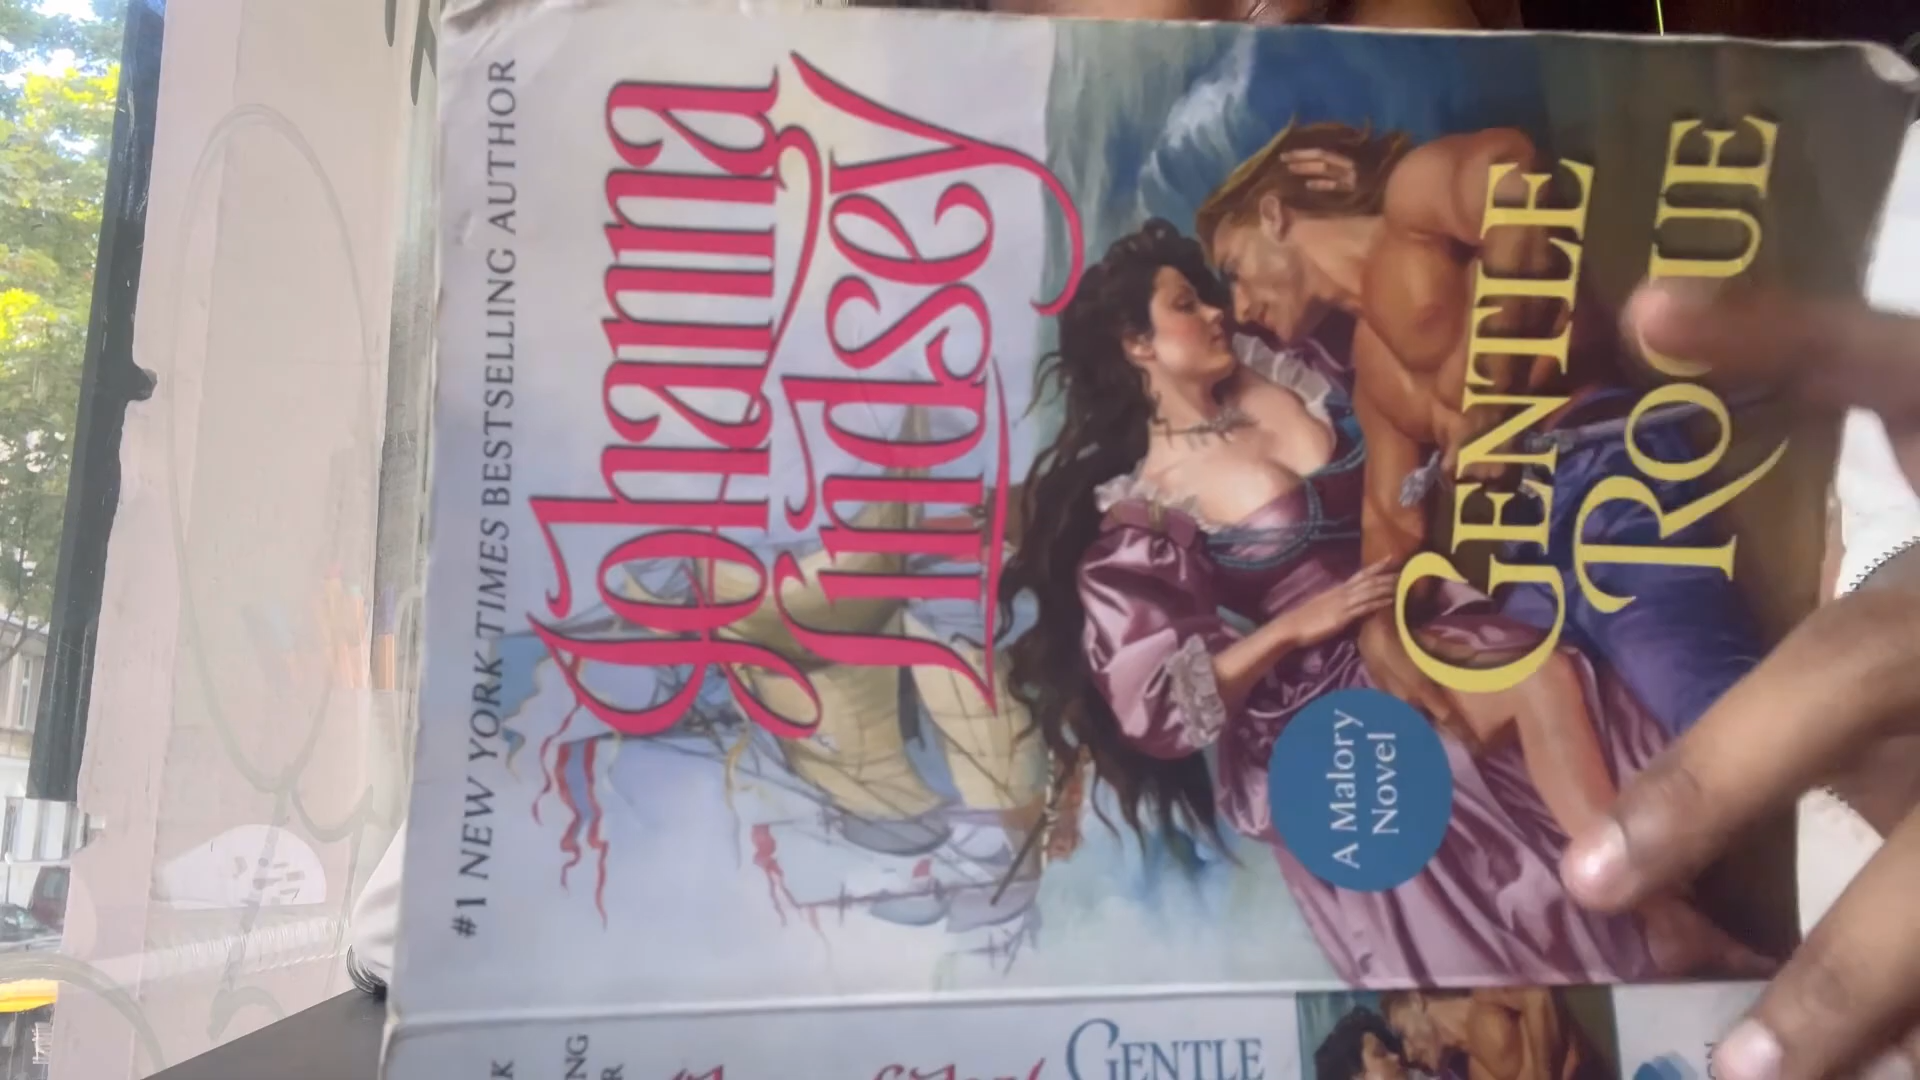 #1 NEW YORK TIMES BESTSELLING AUTHOR
Johanna
Lindsey
GENTLE
ROGUE
A Malory
Novel
GENTLE